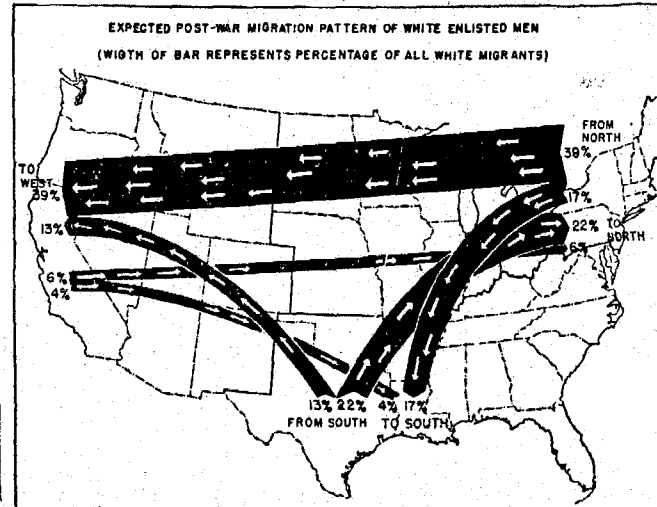 EXPECTED POST-WAR MIGRATION PATTERN OF WHITE ENLISTED MEN
(WIDTH OF BAR REPRESENTS PERCENTAGE OF ALL WHITE MIGRANTS)
FROM
NORTH
38%
TO
WEST
39%
17%
13%
22% TO
NORTH
6%
6%
4%
13% 22% 4% 17%
FROM SOUTH TO SOUTH